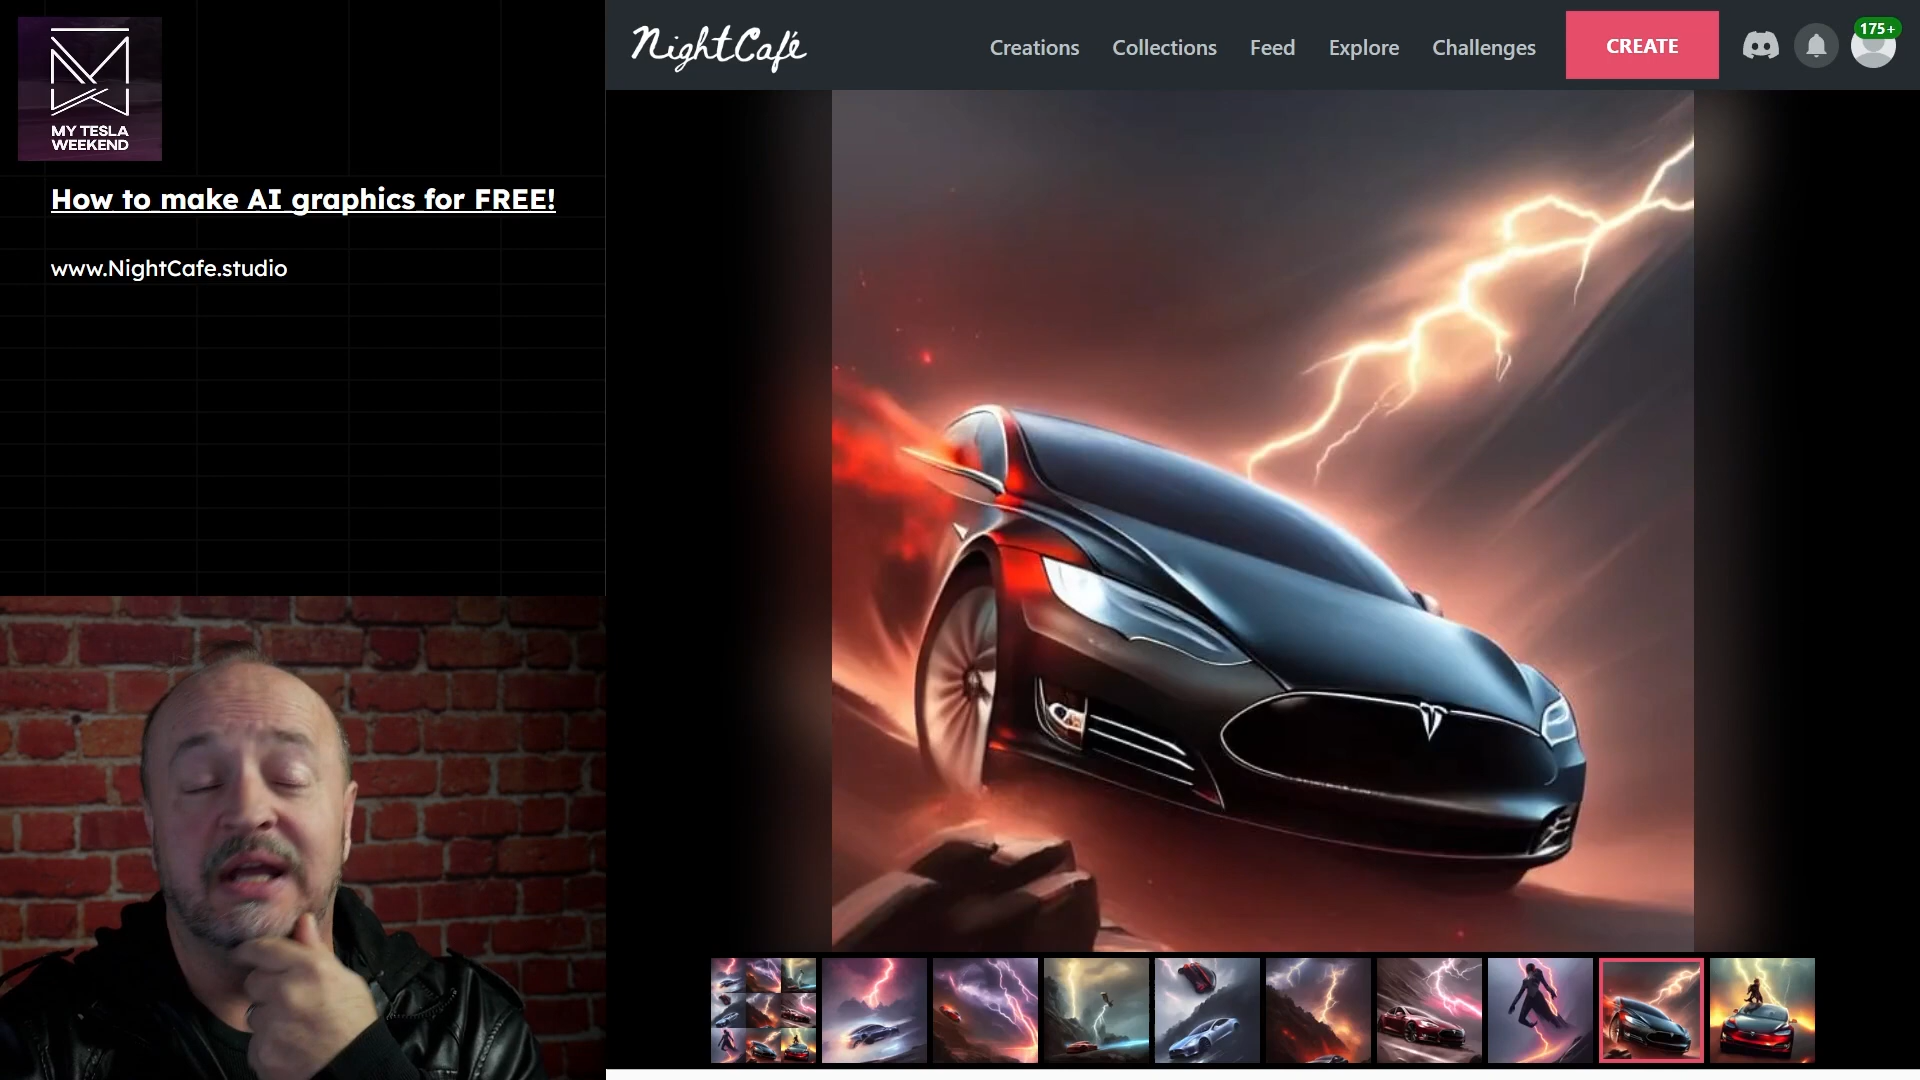 MY TESLA
WEEKEND
How to make AI graphics for FREE!
www.NightCafe.studio
NightCafé
Creations
Collections
Feed
Explore
Challenges
CREATE
175+